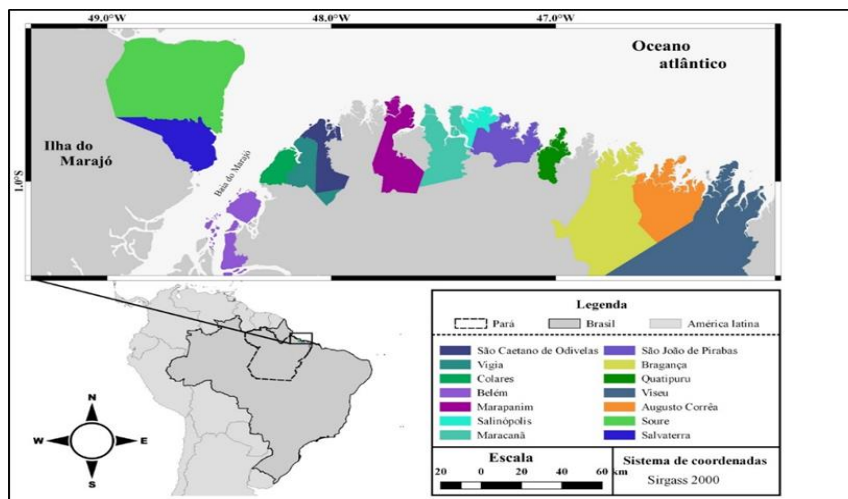 49.0°W
48.0°W
47.0°W
Oceano
atlântico
Ilha do
Marajó
Baia do Marajó
1.0°S
Legenda
Pará
Brasil
América latina
São Caetano de Odivelas
Vigia
Colares
Belém
Marapanim
Salinópolis
Maracanã
São João de Pirabas
Bragança
Quatipuru
Viseu
Augusto Corrêa
Soure
Salvaterra
N
W
E
S
Escala
20 0 20 40 60 km
Sistema de coordenadas
Sirgass 2000